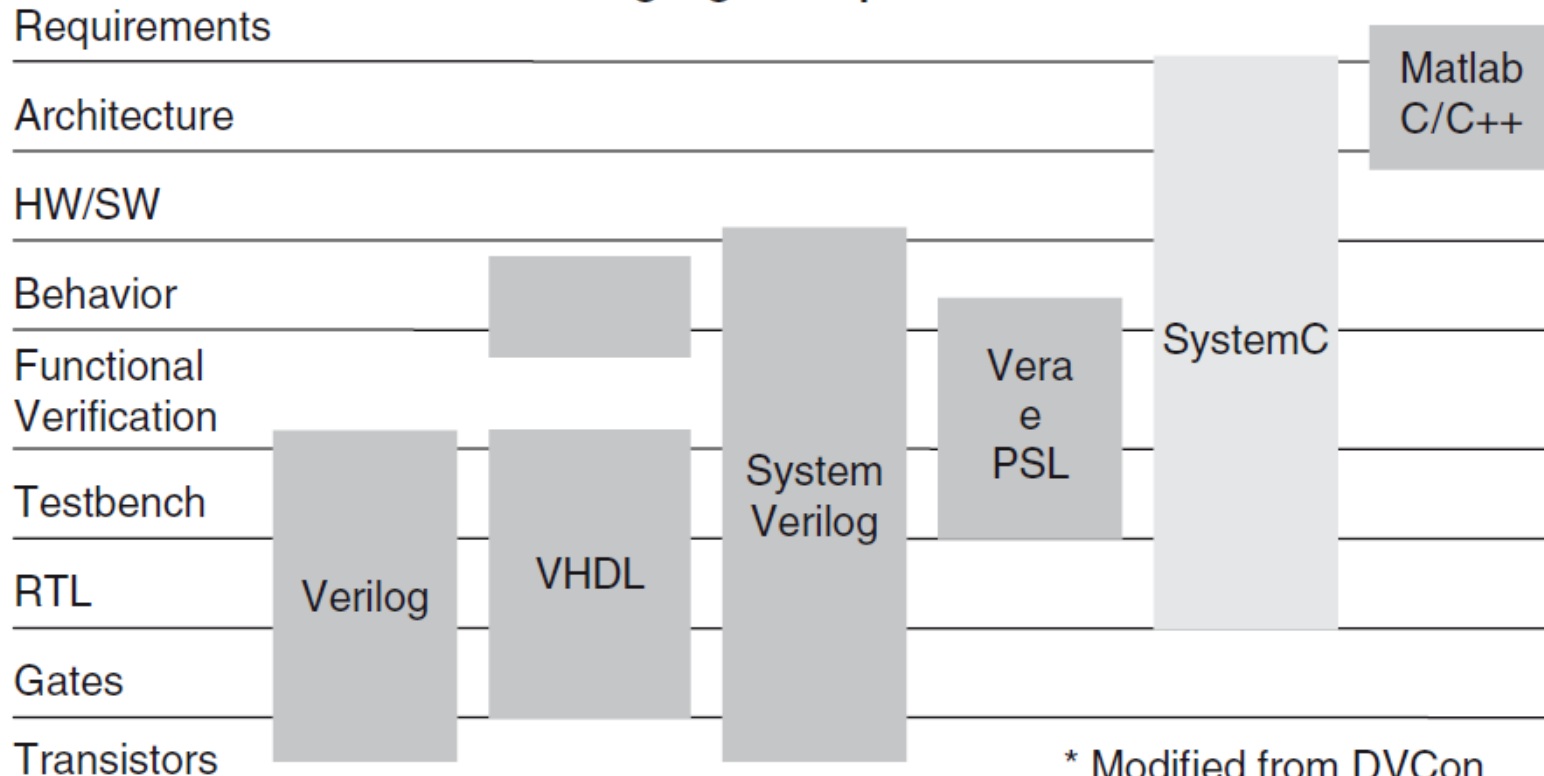 Requirements
Architecture
HW/SW
Behavior
Functional
Verification
Testbench
RTL
Gates
Transistors
Verilog
VHDL
System
Verilog
Vera
e
PSL
SystemC
Matlab
C/C++
* Modified from DVCon